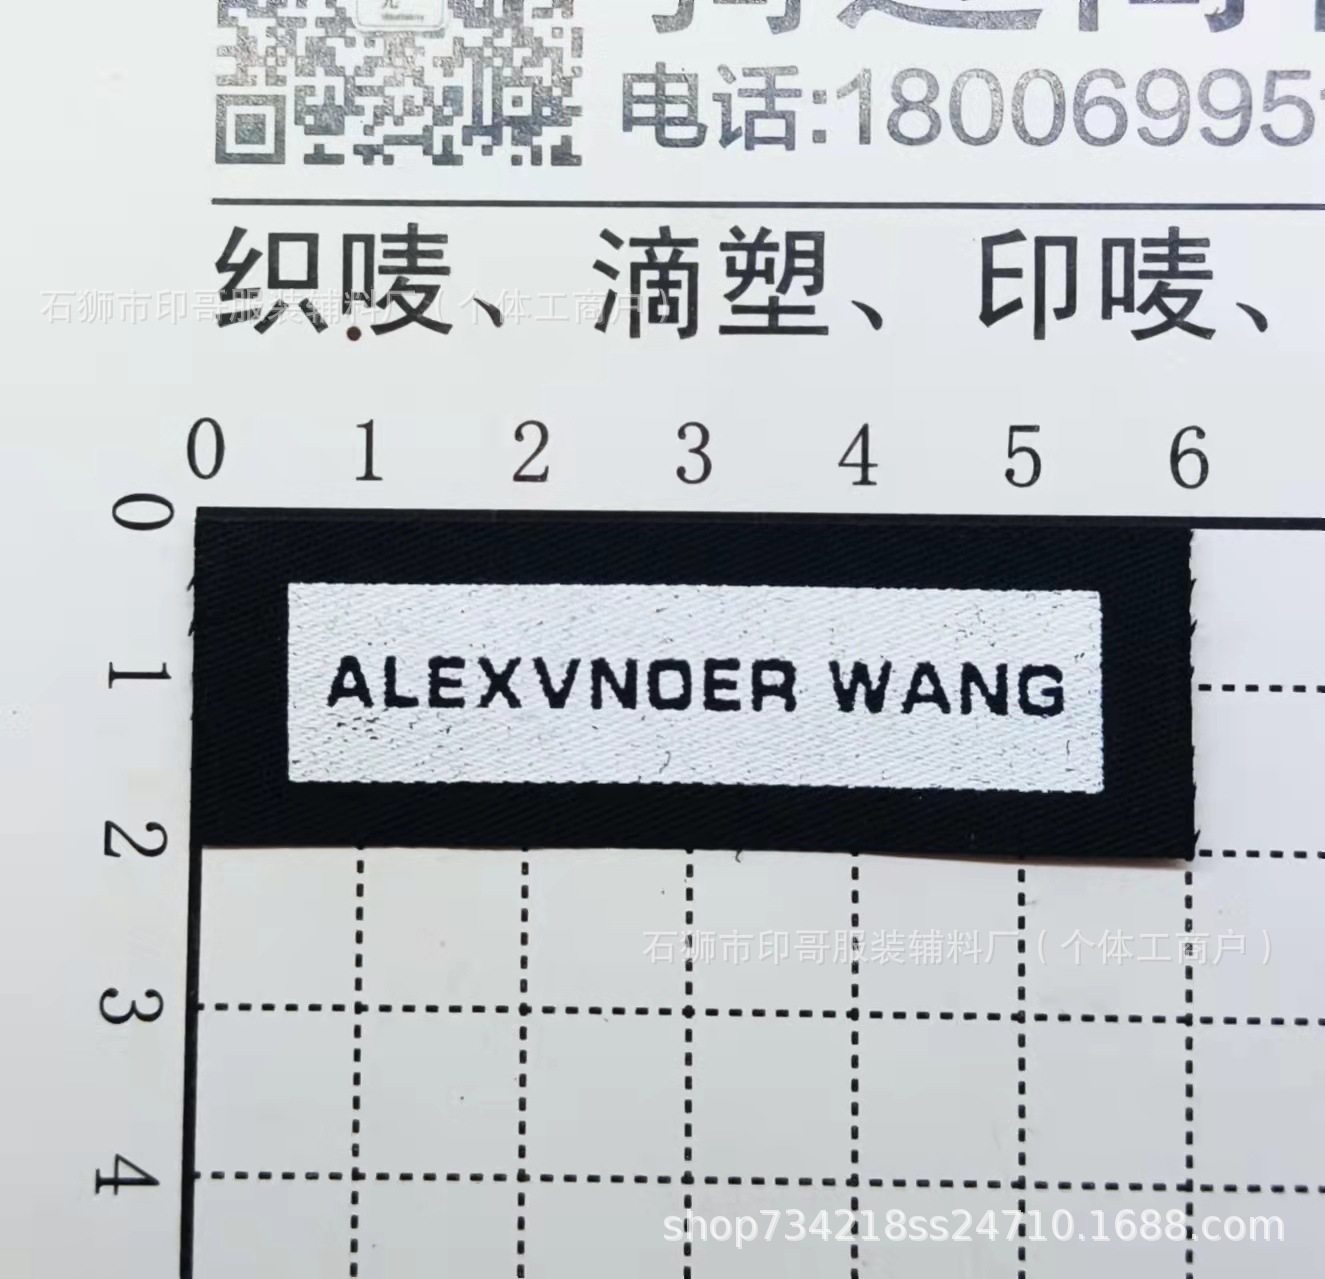 电话:18006995
织唛、滴塑、印唛、
石狮市印哥服装辅料厂（个体工商户）
0 1 2 3 4 5 6
0
1
ALEXVNOER WANG
2
石狮市印哥服装辅料厂（个体工商户）
3
4
shop734218ss24710.1688.com